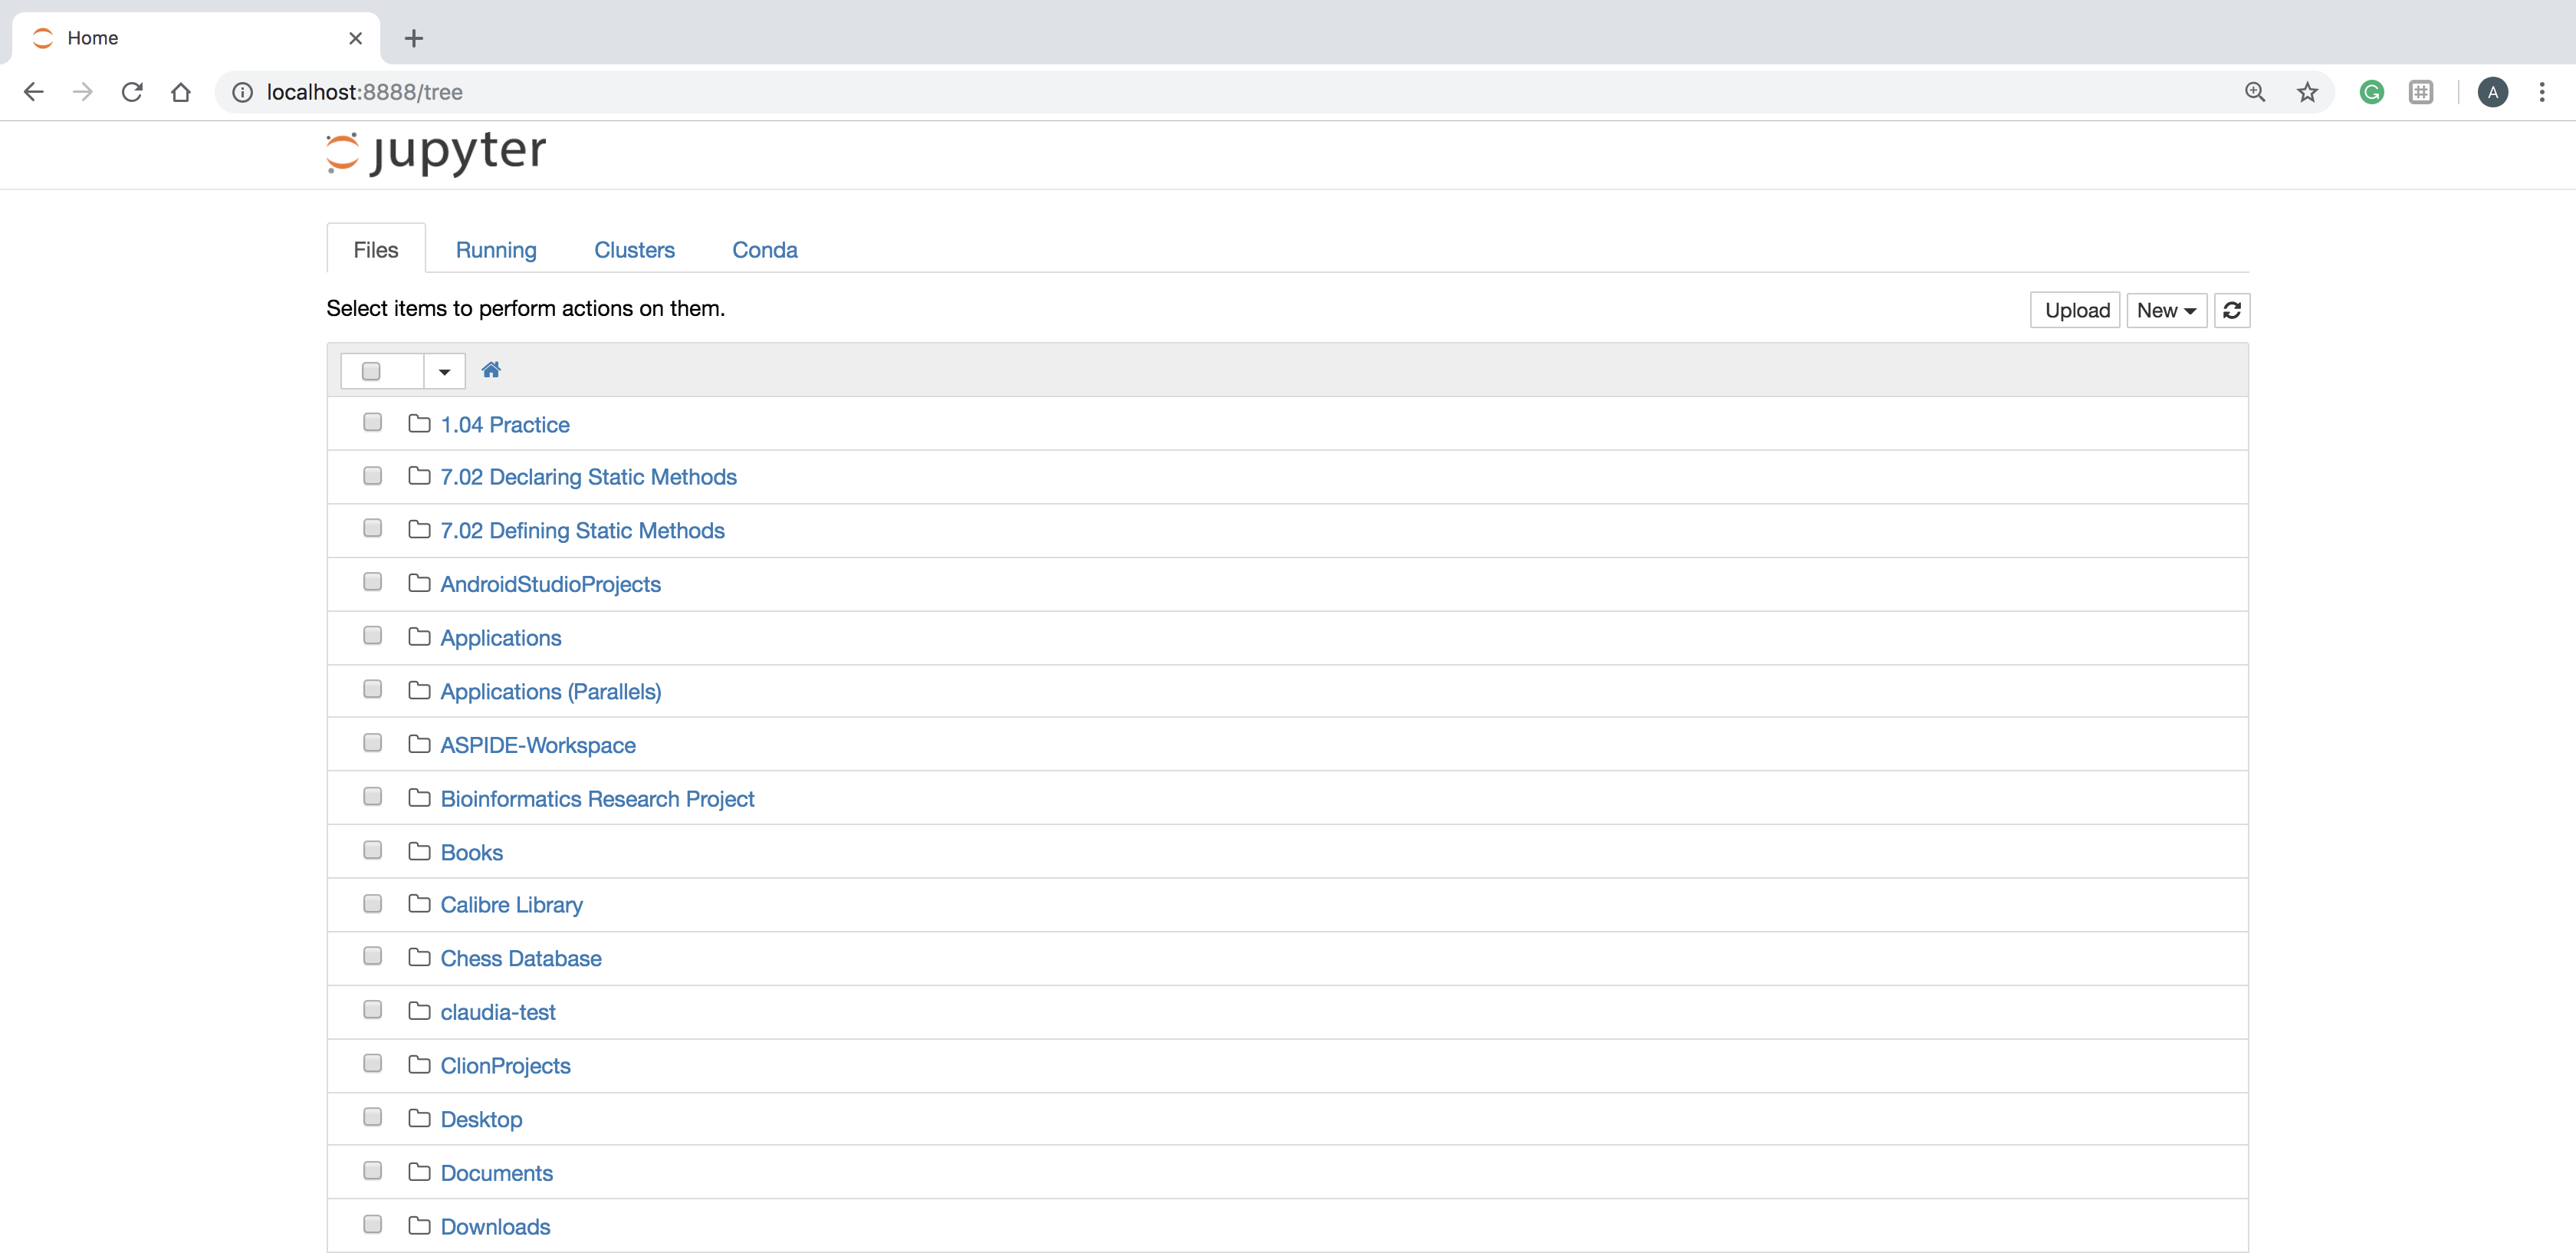 Home
localhost:8888/tree
A
jupyter
Files Running Clusters Conda
Select items to perform actions on them.
Upload New
1.04 Practice
7.02 Declaring Static Methods
7.02 Defining Static Methods
AndroidStudioProjects
Applications
Applications (Parallels)
ASPIDE-Workspace
Bioinformatics Research Project
Books
Calibre Library
Chess Database
claudia-test
ClionProjects
Desktop
Documents
Downloads